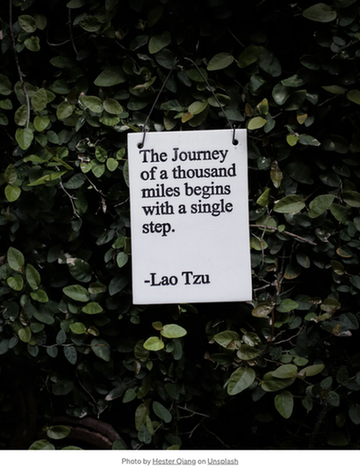 The Journey
of a thousand
miles begins
with a single
step.
-Lao Tzu
Photo by Hester Qiang on Unsplash